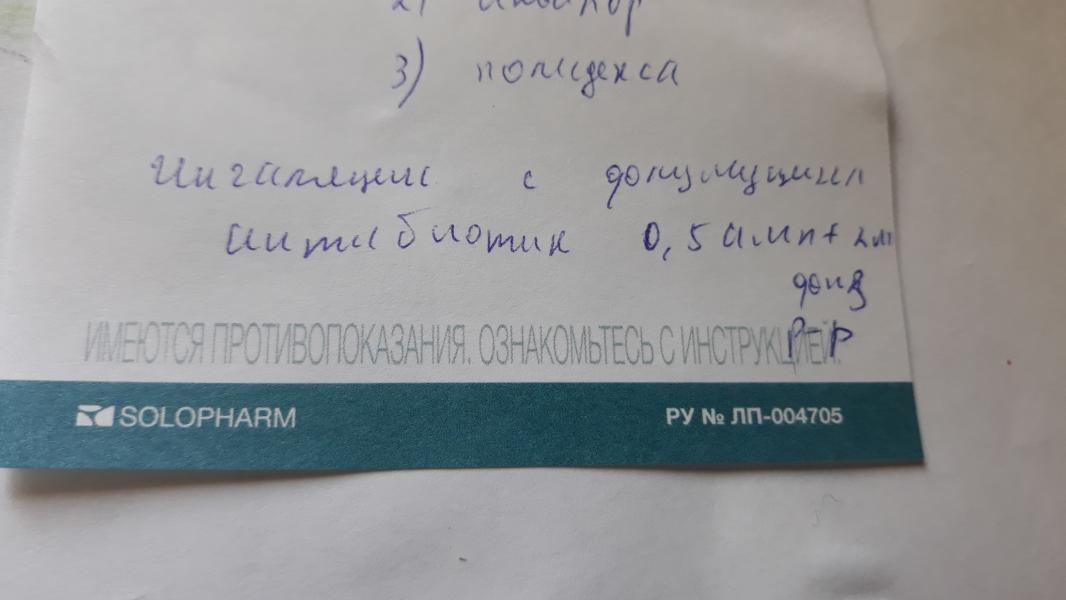 3) полидекса
Ингаляции с флуимуцил
антибиотик 0,5 амп + 2 мл
физ
р-р
ИМЕЮТСЯ ПРОТИВОПОКАЗАНИЯ. ОЗНАКОМЬТЕСЬ С ИНСТРУКЦИЕЙ.
SOLOPHARM РУ № ЛП-004705